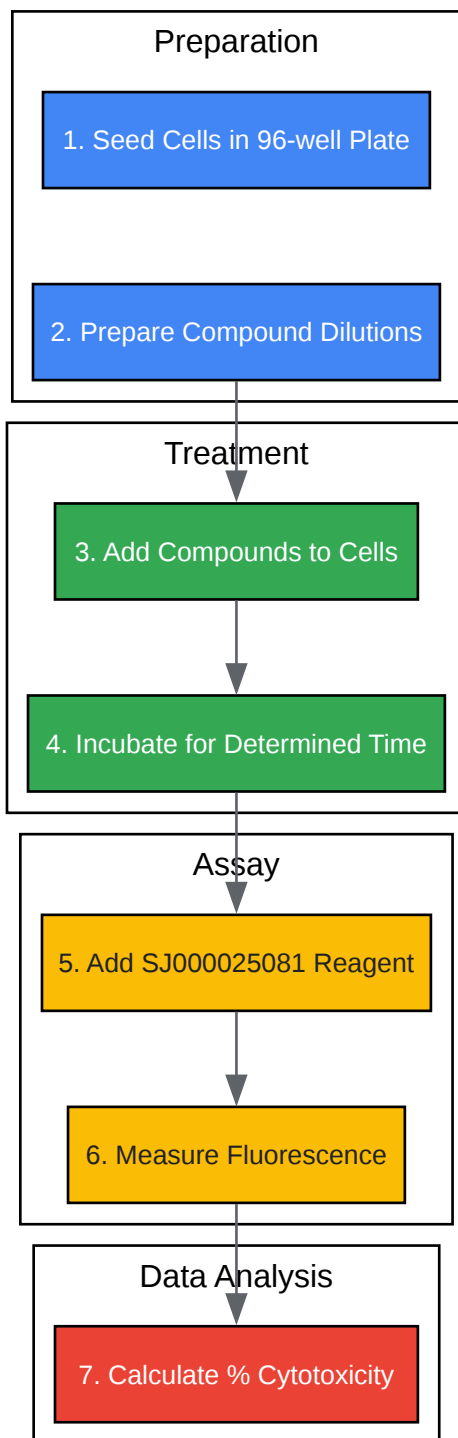 Preparation
1. Seed Cells in 96-well Plate
2. Prepare Compound Dilutions
Treatment
3. Add Compounds to Cells
4. Incubate for Determined Time
Assay
5. Add SJ000025081 Reagent
6. Measure Fluorescence
Data Analysis
7. Calculate % Cytotoxicity